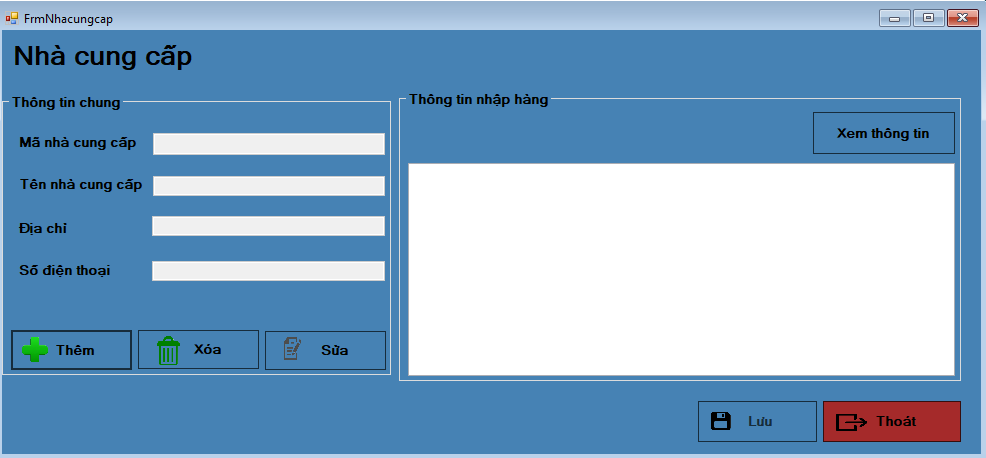 FrmNhacungcap
Nhà cung cấp
Thông tin chung
Mã nhà cung cấp
Tên nhà cung cấp
Địa chỉ
Số điện thoại
Thêm
Xóa
Sửa
Thông tin nhập hàng
Xem thông tin
Lưu
Thoát